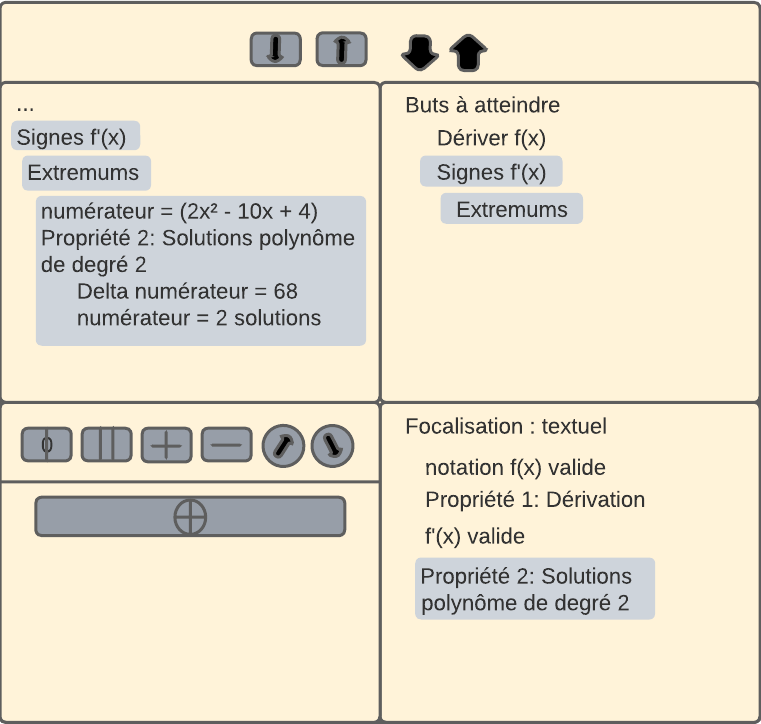 ...
Signes f'(x)
Extremums
numérateur = (2x² - 10x + 4)
Propriété 2: Solutions polynôme
de degré 2
Delta numérateur = 68
numérateur = 2 solutions
Buts à atteindre
Dériver f(x)
Signes f'(x)
Extremums
0
Focalisation : textuel
notation f(x) valide
Propriété 1: Dérivation
f'(x) valide
Propriété 2: Solutions
polynôme de degré 2